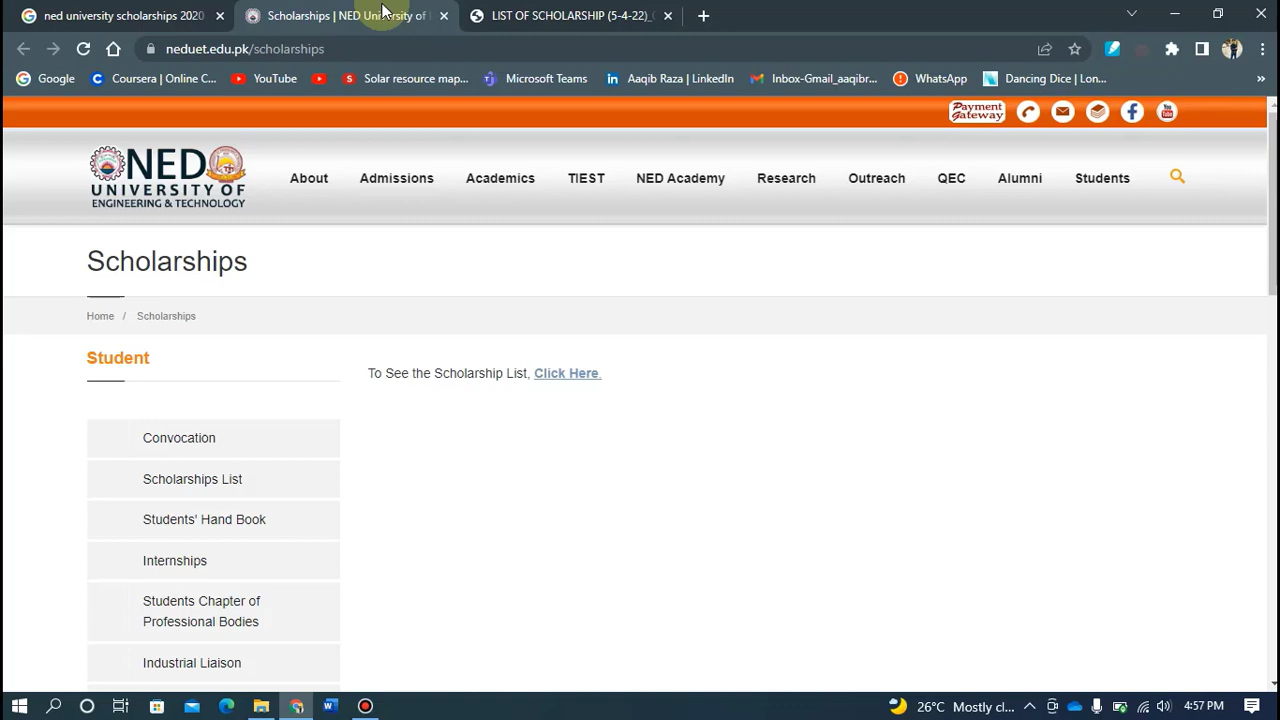 ned university scholarships 2020
Scholarships | NED University of
LIST OF SCHOLARSHIP (5-4-22)_
neduet.edu.pk/scholarships
Google
Coursera | Online C...
YouTube
Solar resource map...
Microsoft Teams
Aaqib Raza | LinkedIn
Inbox-Gmail_aaqibr...
WhatsApp
Dancing Dice | Lon...
»
Payment
Gateway
NED
UNIVERSITY OF
ENGINEERING & TECHNOLOGY
About
Admissions
Academics
TIEST
NED Academy
Research
Outreach
QEC
Alumni
Students
Scholarships
Home / Scholarships
Student
To See the Scholarship List, Click Here.
Convocation
Scholarships List
Students' Hand Book
Internships
Students Chapter of
Professional Bodies
Industrial Liaison
26°C Mostly cl...
4:57 PM